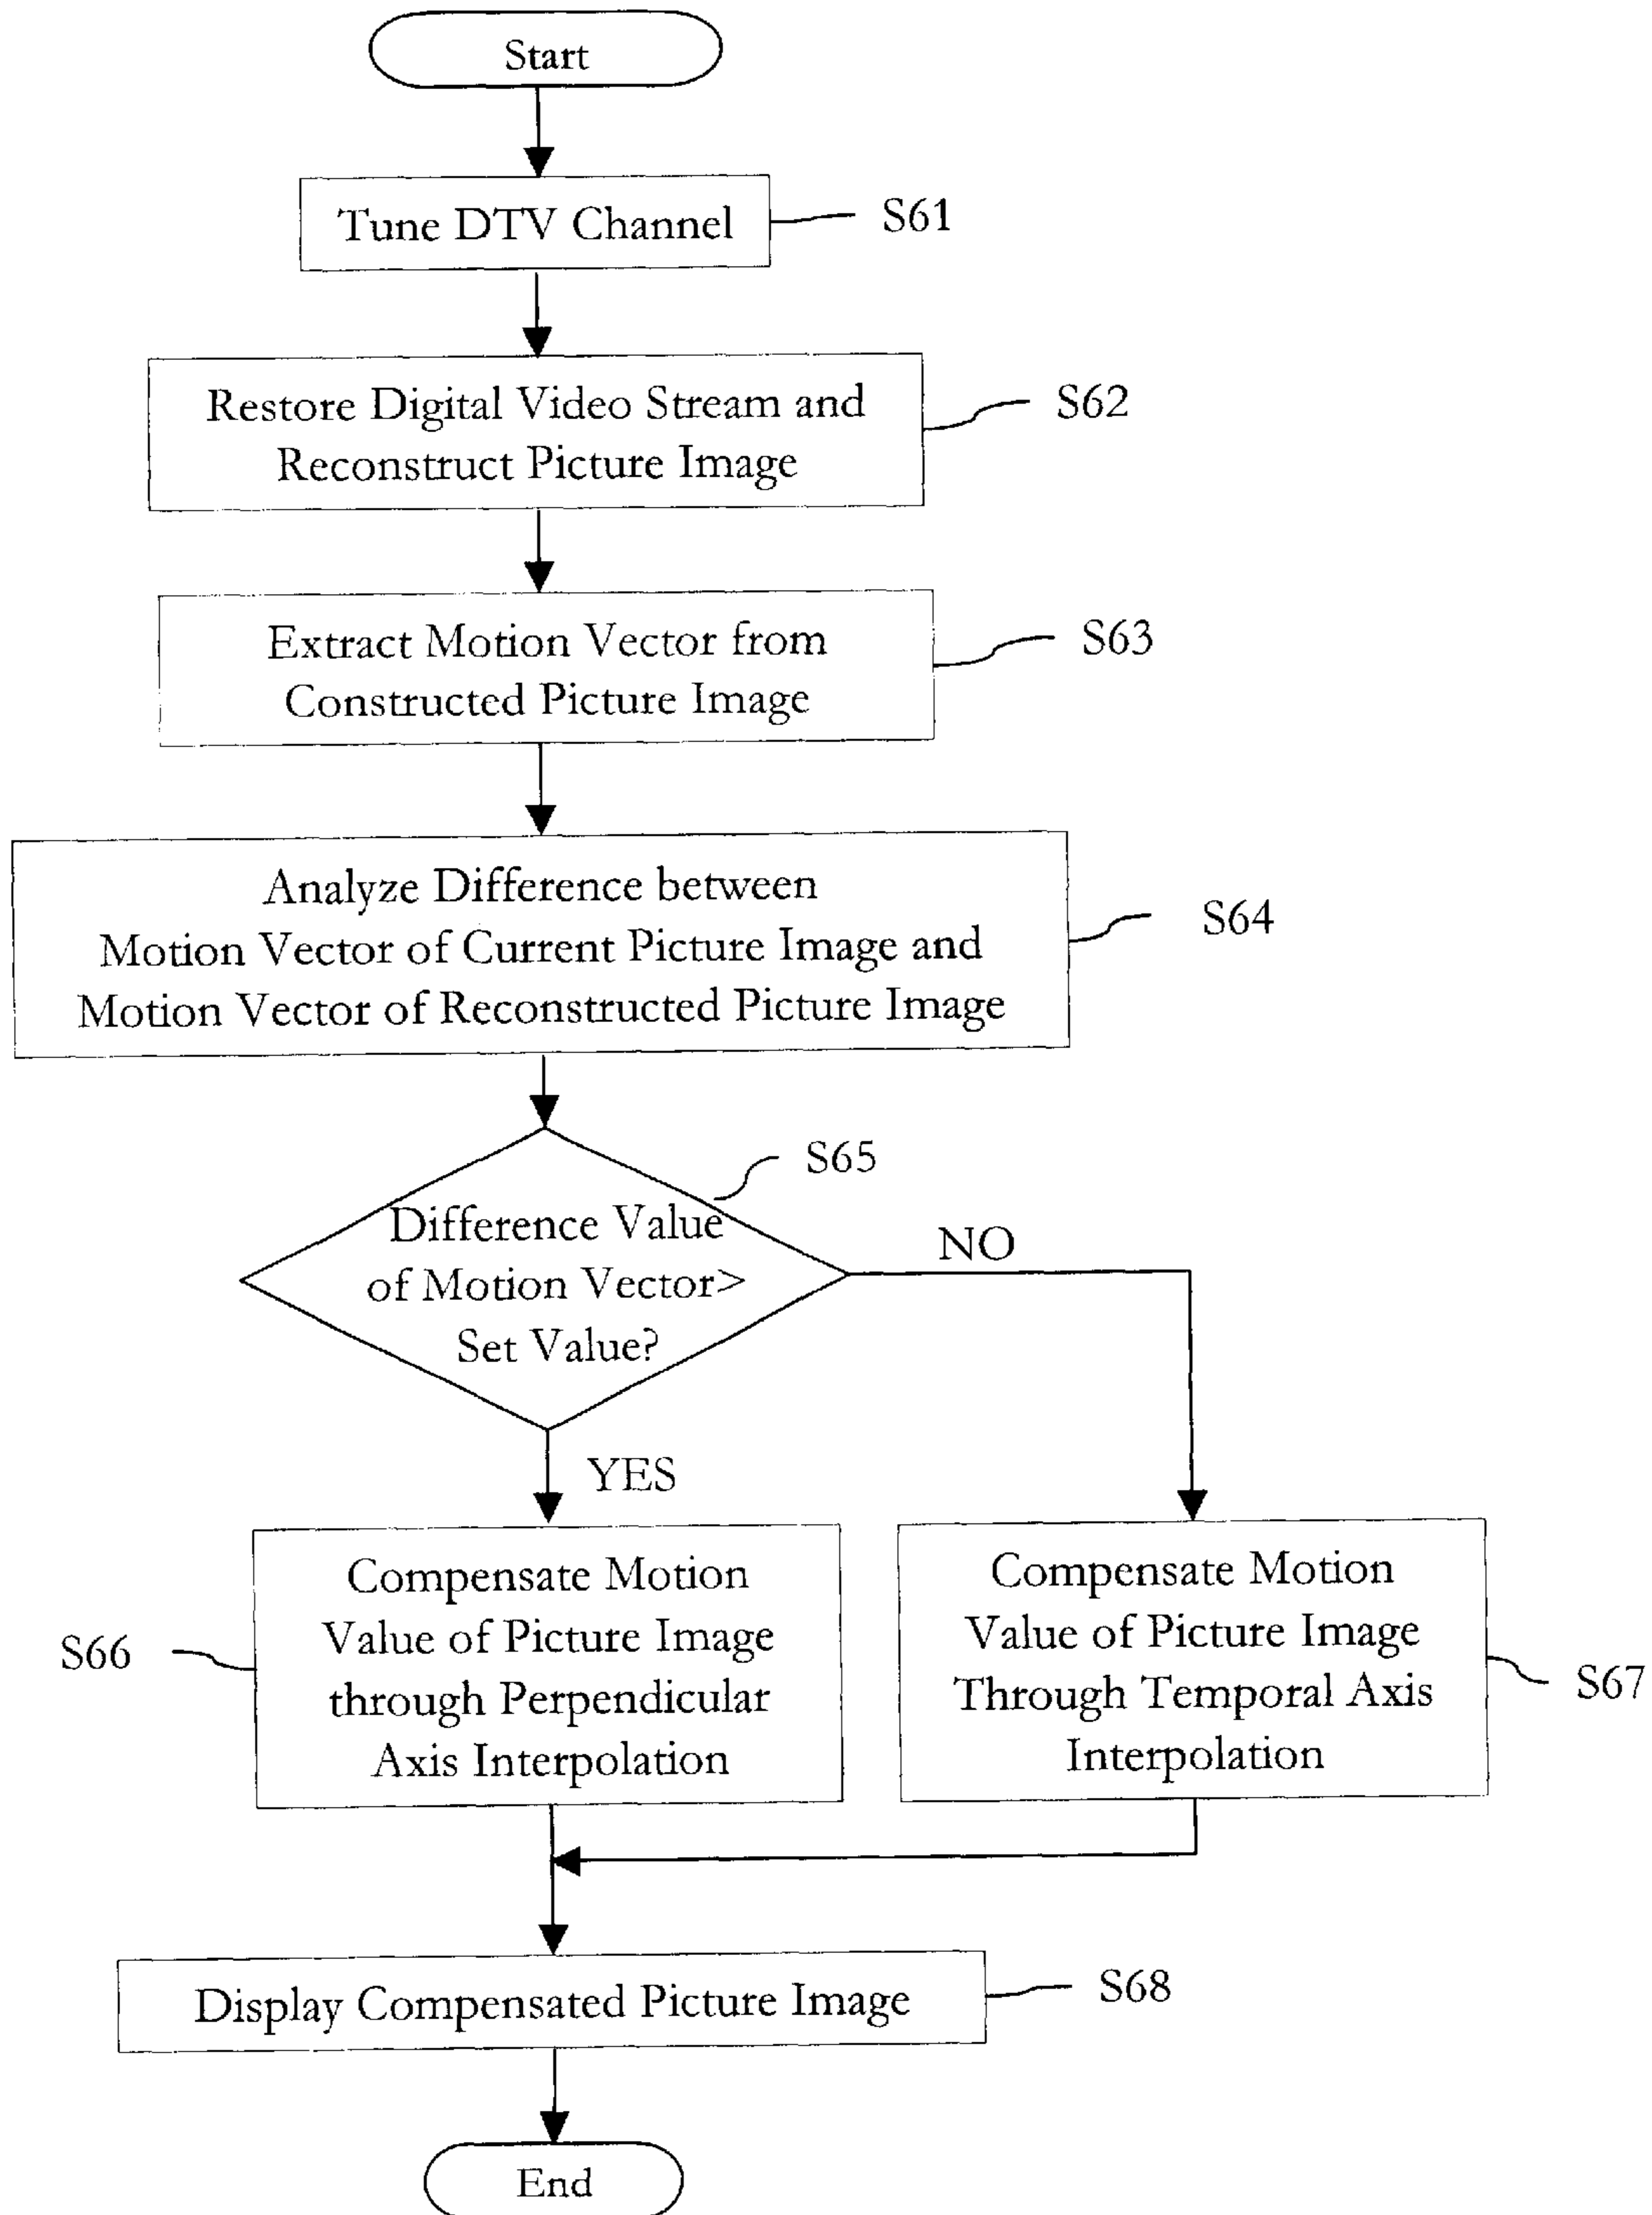 Start
Tune DTV Channel
S61
Restore Digital Video Stream and
Reconstruct Picture Image
S62
Extract Motion Vector from
Constructed Picture Image
S63
Analyze Difference between
Motion Vector of Current Picture Image and
Motion Vector of Reconstructed Picture Image
S64
S65
Difference Value
of Motion Vector>
Set Value?
NO
YES
Compensate Motion
Value of Picture Image
through Perpendicular
Axis Interpolation
S66
Compensate Motion
Value of Picture Image
Through Temporal Axis
Interpolation
S67
Display Compensated Picture Image
S68
End